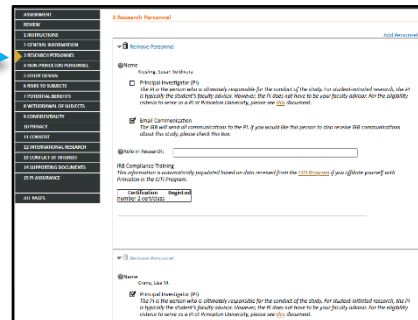 ASSIGNMENT
REVIEW
1 INSTRUCTIONS
2 GENERAL INFORMATION
3 RESEARCH PERSONNEL
4 NON-PRINCETON PERSONNEL
5 STUDY DESIGN
6 RISKS TO SUBJECTS
7 POTENTIAL BENEFITS
8 WITHDRAWAL OF SUBJECTS
9 CONFIDENTIALITY
10 PRIVACY
11 CONSENT
12 INTERNATIONAL RESEARCH
13 CONFLICT OF INTEREST
14 SUPPORTING DOCUMENTS
15 PI ASSURANCE
ALL PAGES
3 Research Personnel
Add Personnel
Remove Personnel
Name
Susan
Principal Investigator (PI)
The PI is the person who is ultimately responsible for the conduct of the study. For student-initiated research, the PI
is typically the student's faculty advisor. However, the PI does not have to be your faculty advisor. For the eligibility
criteria to serve as a PI at Princeton University, please see this document.
Email Communication
The IRB will send all communications to the PI. If you would like this person to also receive IRB communications
about this study, please check this box.
Role in Research:
IRB Compliance Training
This information is automatically populated based on data received from the CITI Program if you affiliate yourself with
Princeton in the CITI Program.
Certification
number 2 cert/class
Remove Personnel
Name
Crane, Lisa M.
Principal Investigator (PI)
The PI is the person who is ultimately responsible for the conduct of the study. For student-initiated research, the PI
is typically the student's faculty advisor. However, the PI does not have to be your faculty advisor. For the eligibility
criteria to serve as a PI at Princeton University, please see this document.